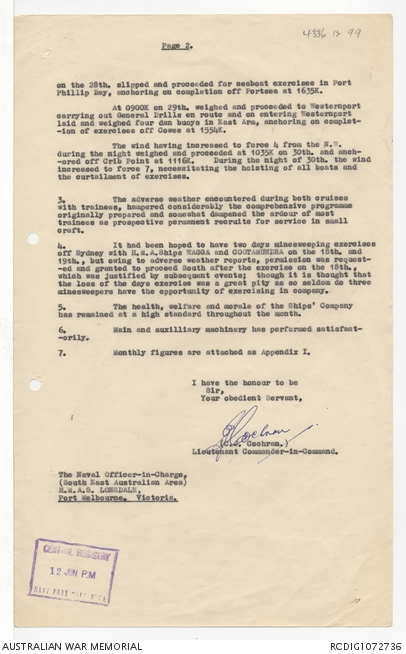 4336 12 99
Page 2.
on the 28th. slipped and proceeded for seaboat exercises in Port
Phillip Bay, anchoring on completion off Portsea at 1635K.
At 0900K on 29th. weighed and proceeded to Westernport
carrying out General Drills en route and on entering Westernport
laid and weighed four dan buoys in East Arm, anchoring on complet-
-ion of exercises off Cowes at 1554K.
The wind having increased to force 4 from the N.W.
during the night weighed and proceeded at 1035K on 30th, and anch-
-ored off Crib Point at 1116K. During the night of 30th. the wind
increased to force 7, necessitating the hoisting of all boats and
the curtailment of exercises.
3. The adverse weather encountered during both cruises
with trainees, hampered considerably the comprehensive programme
originally prepared and somewhat dampened the ardour of most
trainees as prospective permanent recruits for service in small
craft.
4. It had been hoped to have two days minesweeping exercises
off Sydney with H.M.A.Ships WAGGA and COOTAMUNDRA on the 18th, and
19th., but owing to adverse weather reports, permission was request-
-ed and granted to proceed South after the exercise on the 18th.,
which was justified by subsequent events; though it is thought that
the loss of the days exercise was a great pity as so seldom do three
minesweepers have the opportunity of exercising in company.
5. The health, welfare and morale of the Ships' Company
has remained at a high standard throughout the month.
6. Main and auxilliary machinery has performed satisfact-
-orily.
7. Monthly figures are attached as Appendix I.
I have the honour to be
Sir,
Your obedient Servant,
Cochran
Cochran.)
Lieutenant Commander-in-Command.
The Naval Officer-in-Charge,
(South East Australian Area)
H.M.A.S. LONSDALE,
Port Melbourne. Victoria.
CENTRAL REGISTRY
12 JUN P.M
AUSTRALIAN WAR MEMORIAL
RCDIG1072736